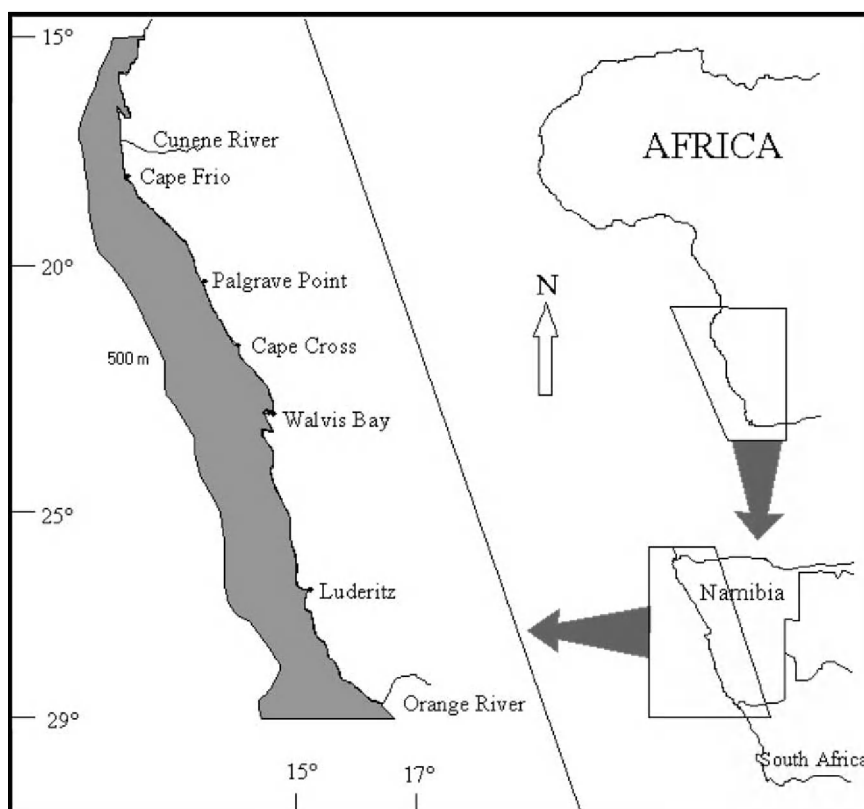 15°
Cunene River
Cape Frio
AFRICA
20°
Palgrave Point
N
500 m
Cape Cross
Walvis Bay
25°
Luderitz
Namibia
Orange River
29°
South Africa
15°
17°